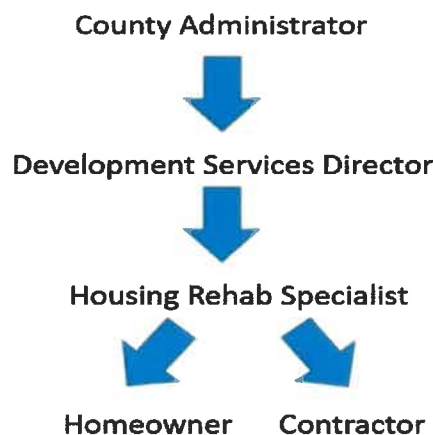 County Administrator
Development Services Director
Housing Rehab Specialist
Homeowner Contractor